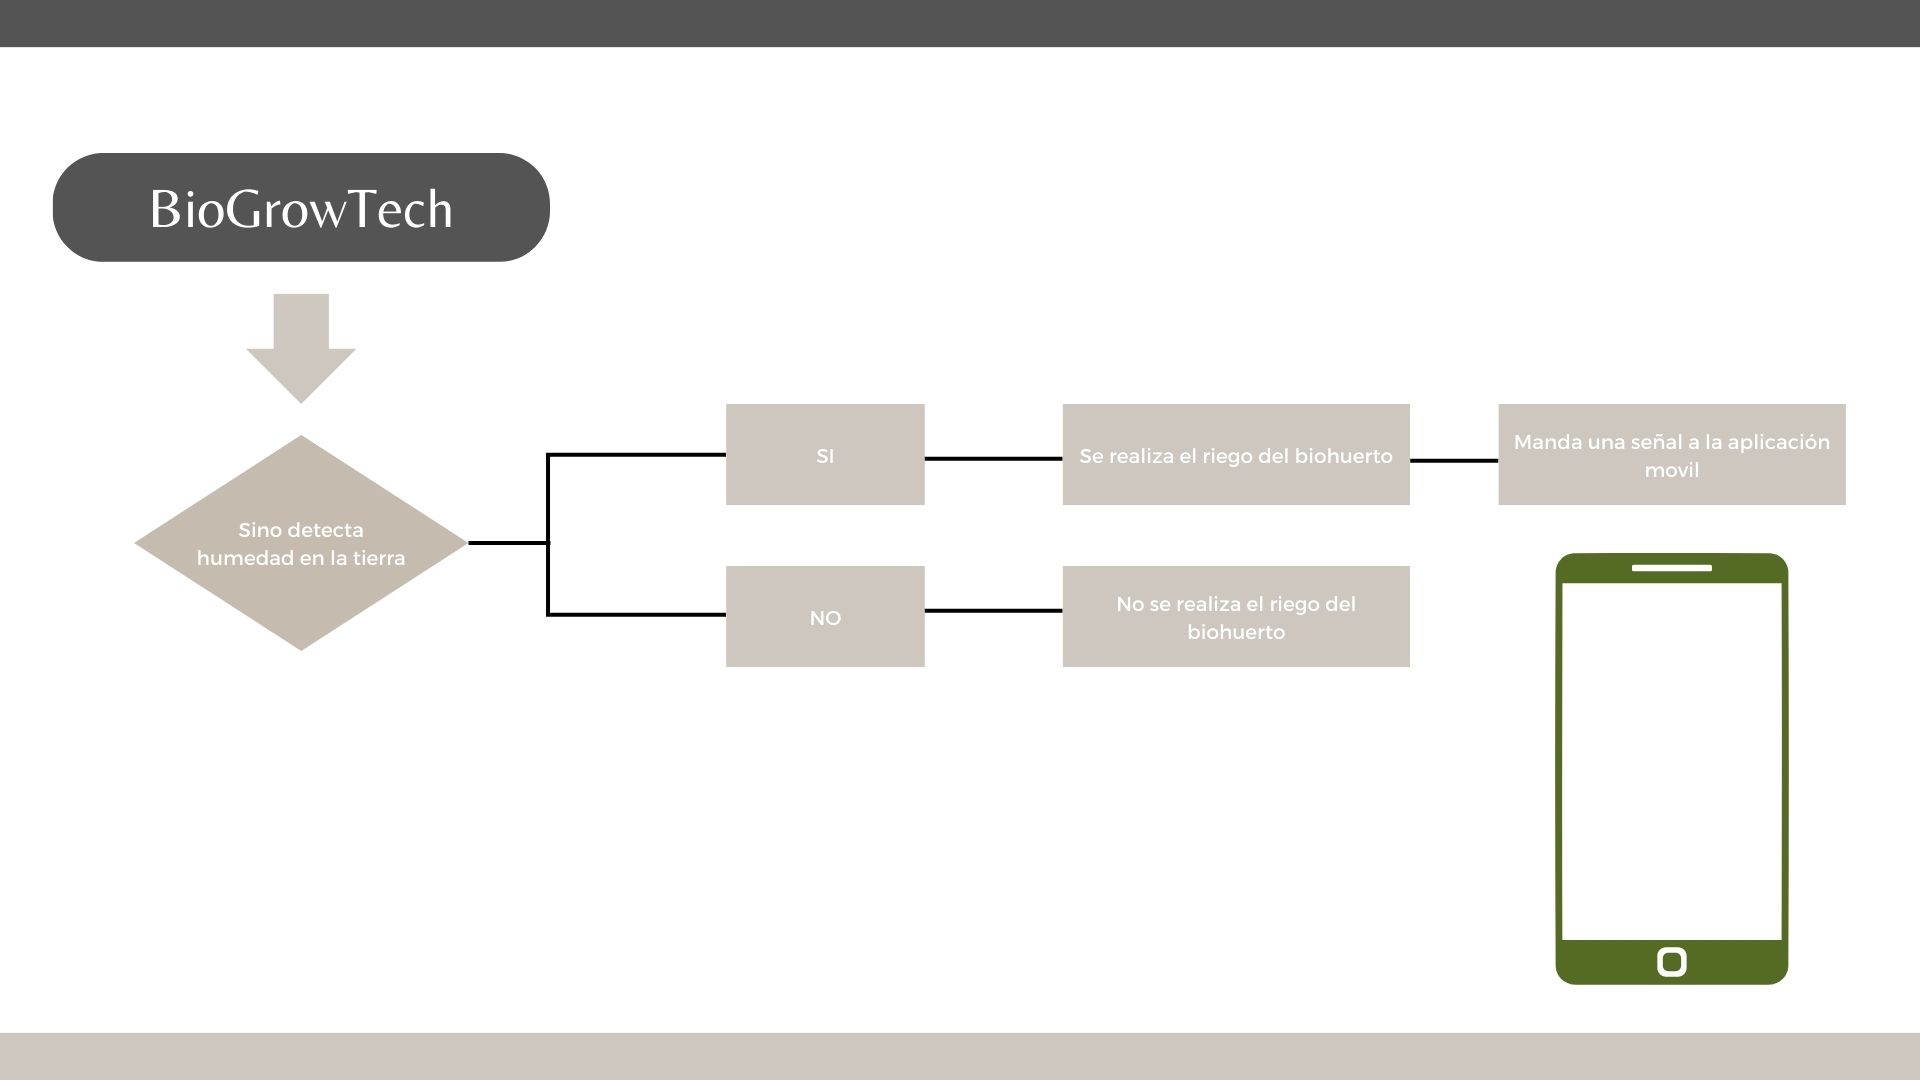 BioGrowTech
Sino detecta
humedad en la tierra
SI
Se realiza el riego del biohuerto
Manda una señal a la aplicación
movil
NO
No se realiza el riego del
biohuerto